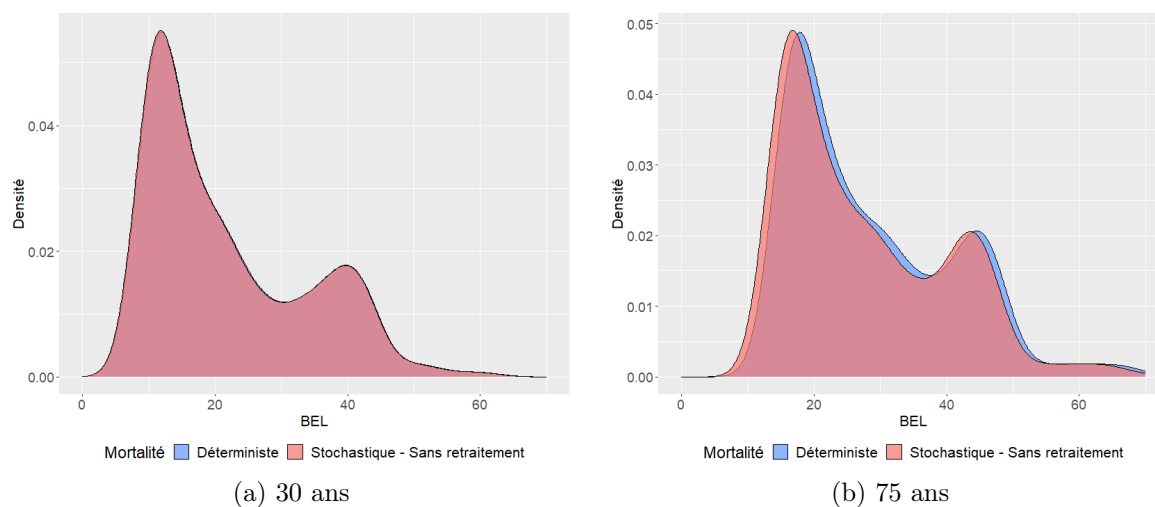 Densité
0.04
0.02
0.00
0 20 40 60
BEL
Mortalité Déterministe Stochastique - Sans retraitement
(a) 30 ans
Densité
0.05
0.04
0.03
0.02
0.01
0.00
0 20 40 60
BEL
Mortalité Déterministe Stochastique - Sans retraitement
(b) 75 ans